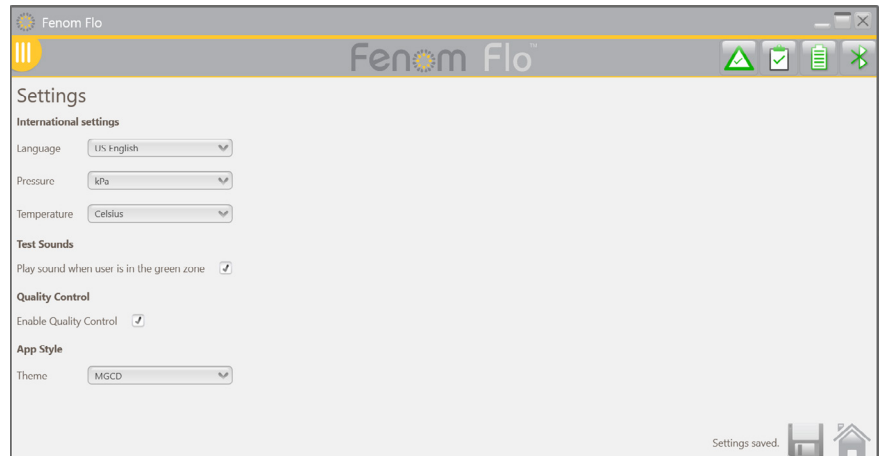 Fenom Flo
Fenom Flo™
Settings
International settings
Language US English
Pressure kPa
Temperature Celsius
Test Sounds
Play sound when user is in the green zone
Quality Control
Enable Quality Control
App Style
Theme MGCD
Settings saved.